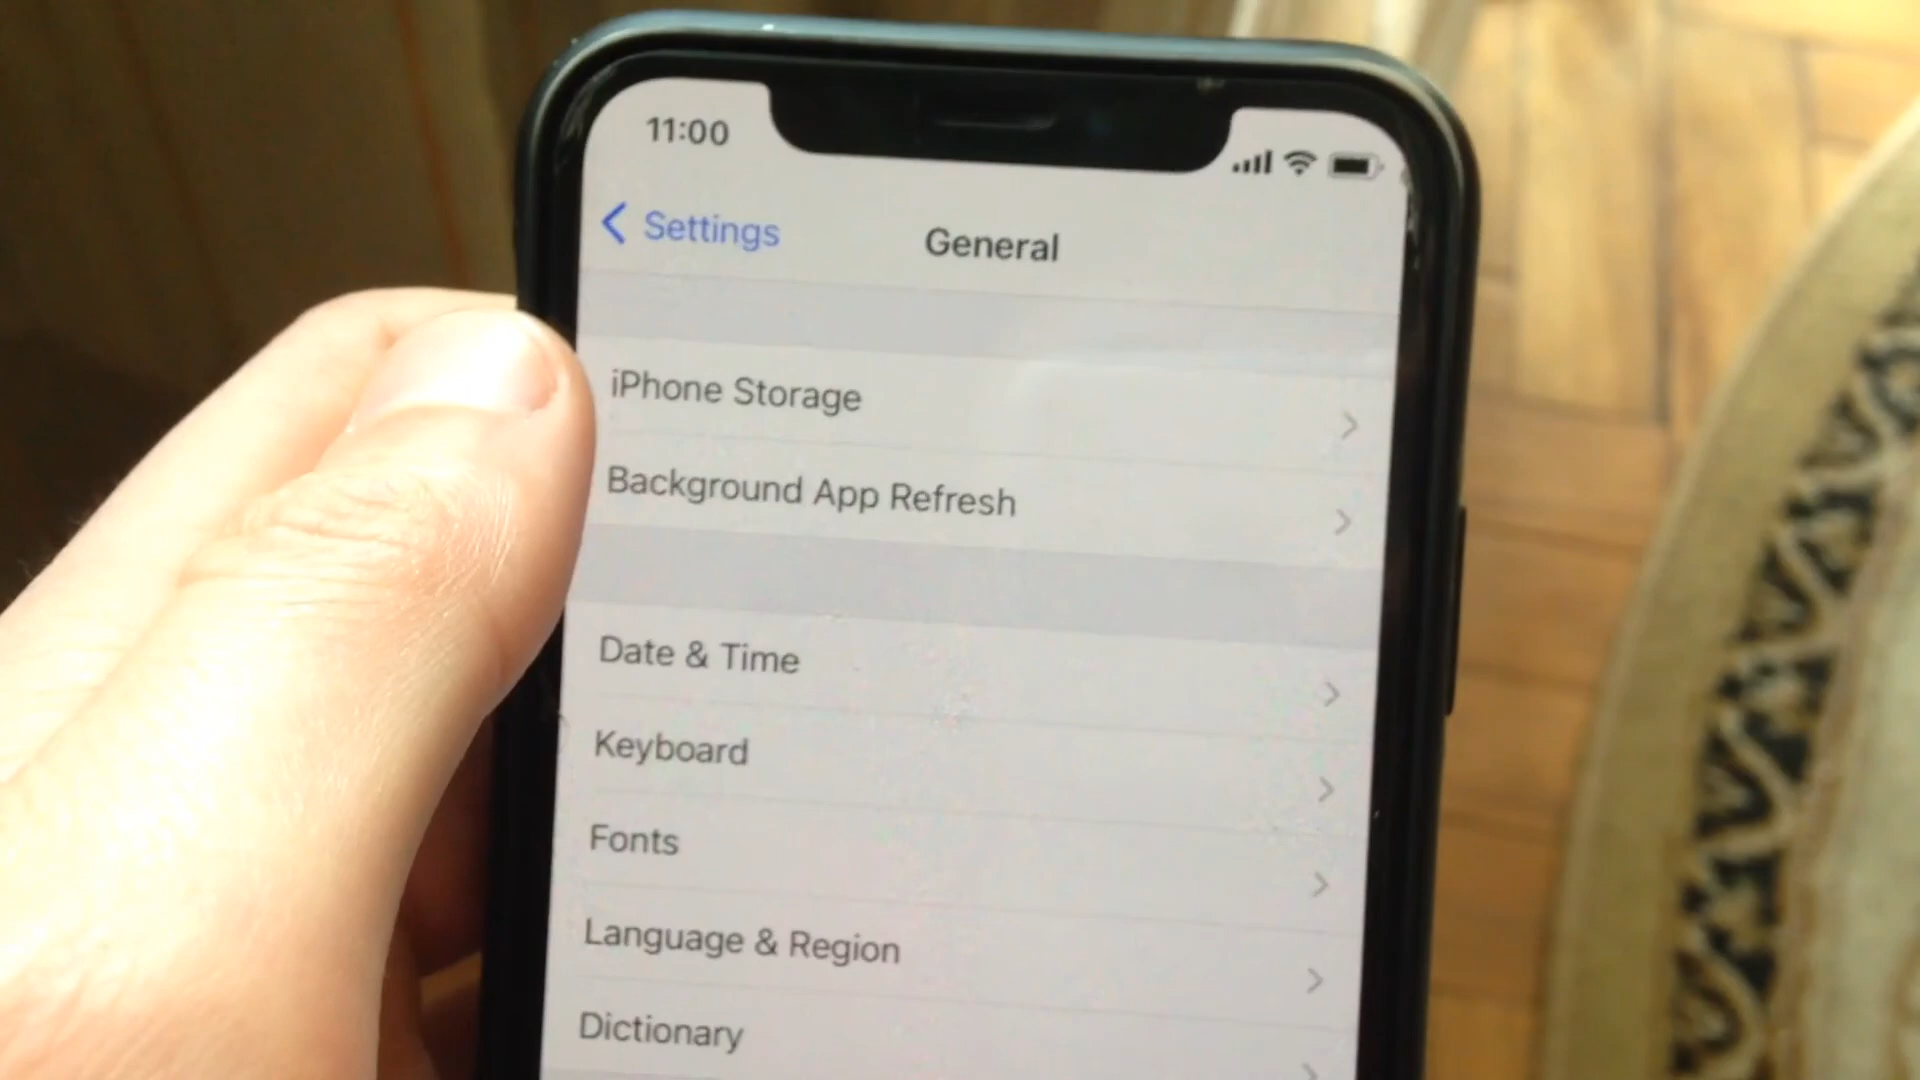 11:00
Settings
General
iPhone Storage
Background App Refresh
Date & Time
Keyboard
Fonts
Language & Region
Dictionary